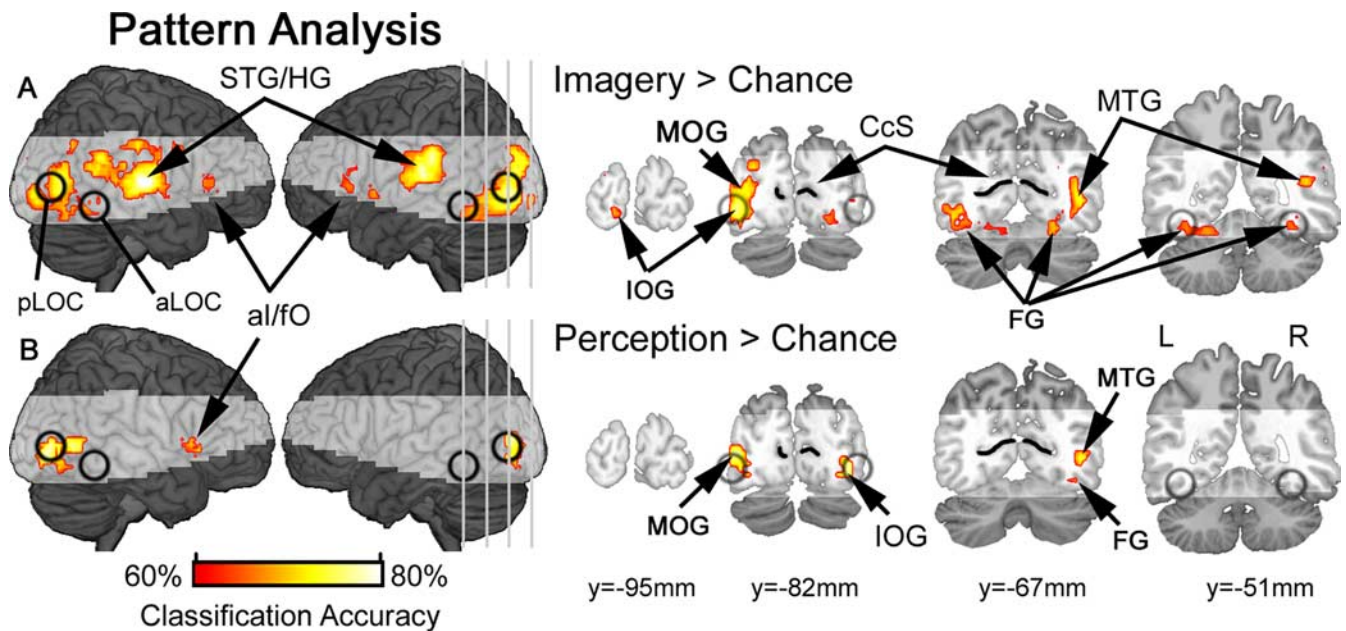 Pattern Analysis
A
STG/HG
pLOC
aLOC
aI/fO
Imagery > Chance
MOG
CcS
MTG
IOG
FG
B
Perception > Chance
L
R
MTG
MOG
IOG
FG
60%
80%
Classification Accuracy
y=-95mm
y=-82mm
y=-67mm
y=-51mm